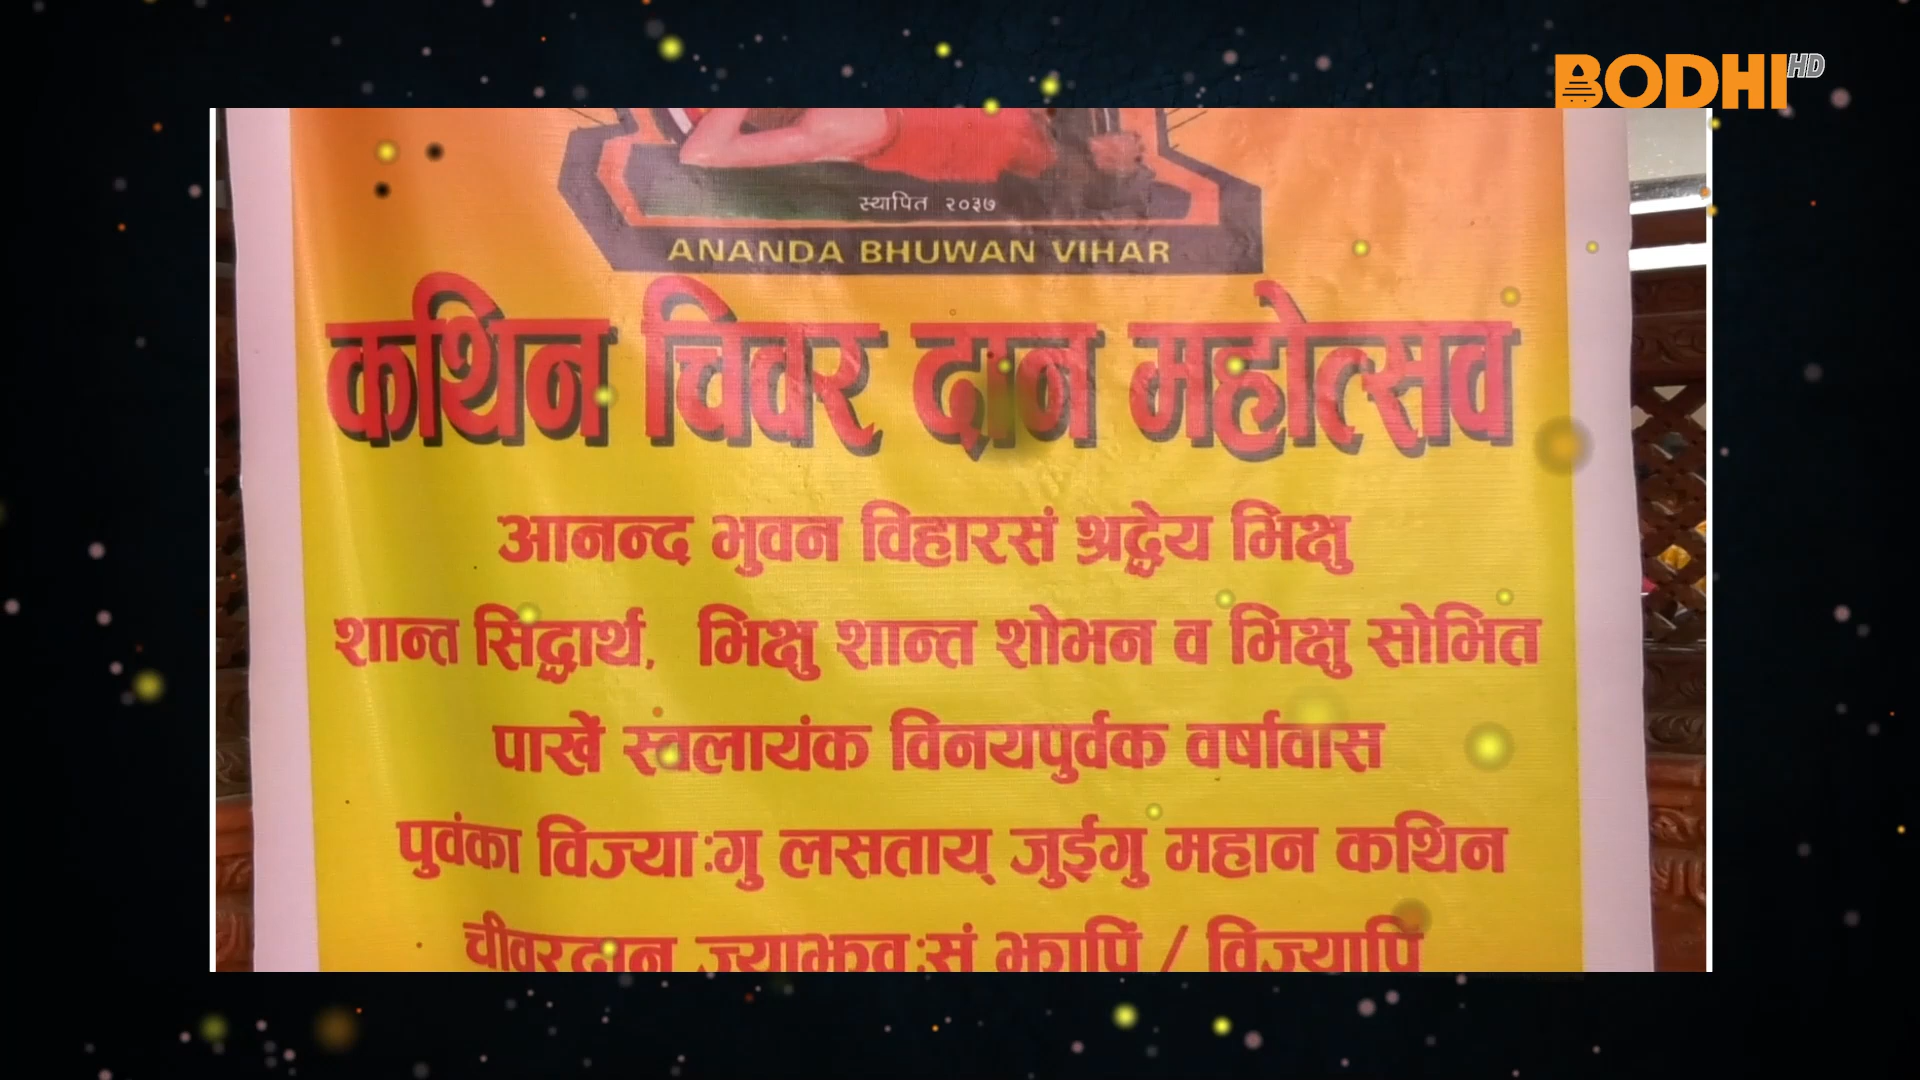 BODHI HD
स्थापित २०३७
ANANDA BHUWAN VIHAR
कथिन चिवर दान महोत्सव
आनन्द भुवन विहारसं श्रद्धेय भिक्षु
शान्त सिद्धार्थ, भिक्षु शान्त शोभन व भिक्षु सोभित
पाखें स्वंलायंक विनयपुर्वक वर्षावास
पुवंका विज्याःगु लसताय् जुईगु महान कथिन
चीवरदान ज्याझ्वःसं झापिं / विज्यापिं